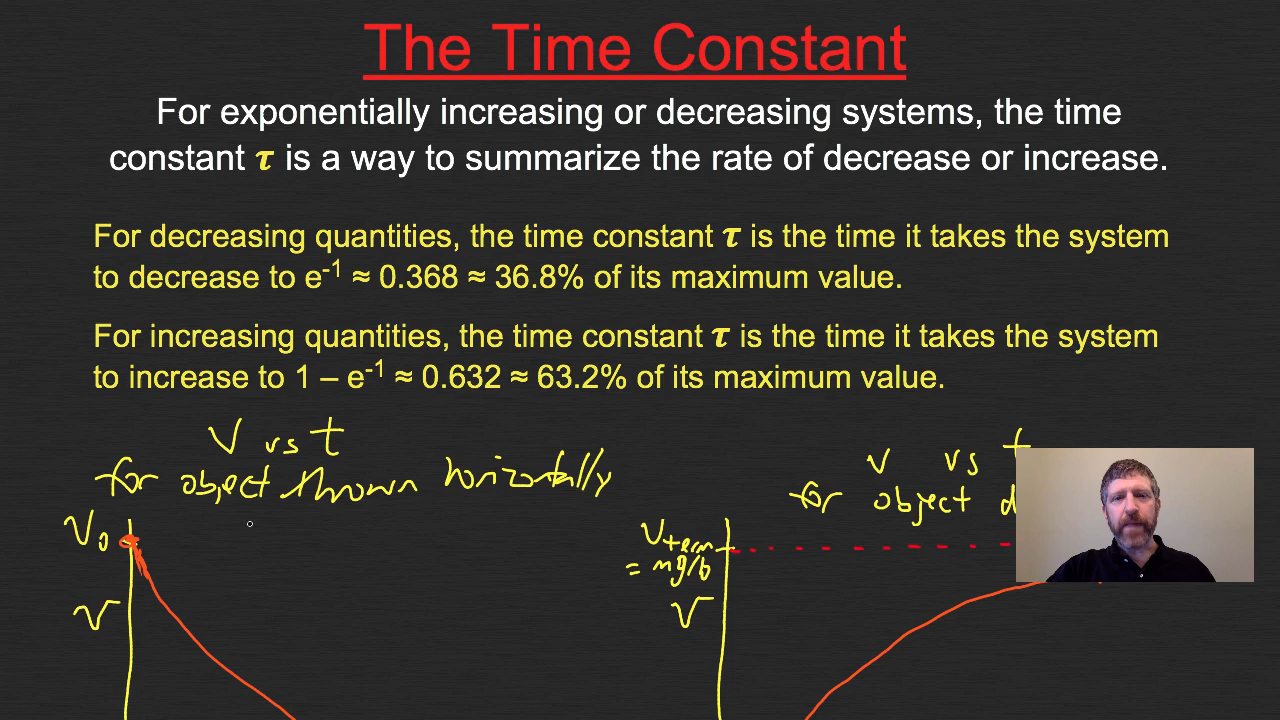 The Time Constant
For exponentially increasing or decreasing systems, the time
constant τ is a way to summarize the rate of decrease or increase.
For decreasing quantities, the time constant τ is the time it takes the system
to decrease to e⁻¹ ≈ 0.368 ≈ 36.8% of its maximum value.
For increasing quantities, the time constant τ is the time it takes the system
to increase to 1 – e⁻¹ ≈ 0.632 ≈ 63.2% of its maximum value.
V vs t
for object thrown horizontally
V₀
V
V vs t
for object d
Vterm
= mg/b
V